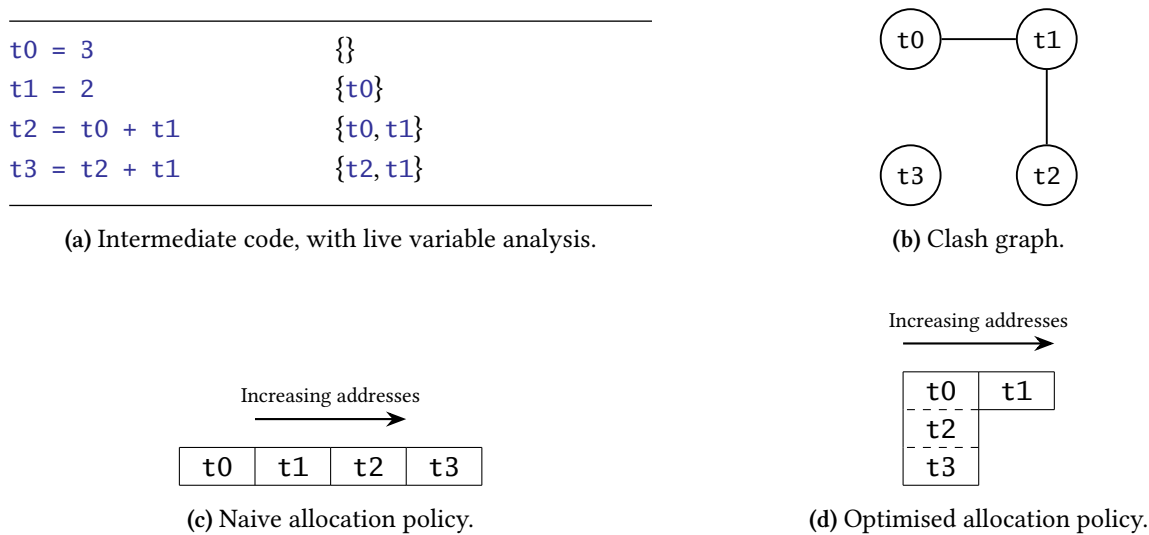 t0 = 3 {}
t1 = 2 {t0}
t2 = t0 + t1 {t0, t1}
t3 = t2 + t1 {t2, t1}
(a) Intermediate code, with live variable analysis.
t0 t1
t3 t2
(b) Clash graph.
Increasing addresses
t0 t1 t2 t3
(c) Naive allocation policy.
Increasing addresses
t0 t1
t2
t3
(d) Optimised allocation policy.